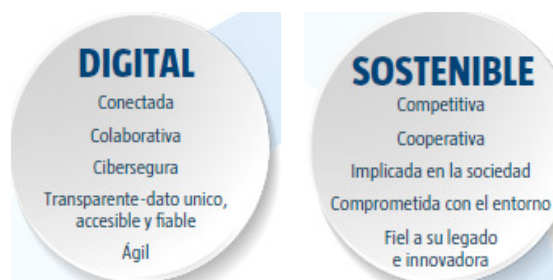 DIGITAL
Conectada
Colaborativa
Cibersegura
Transparente-dato unico,
accesible y fiable
Ágil
SOSTENIBLE
Competitiva
Cooperativa
Implicada en la sociedad
Comprometida con el entorno
Fiel a su legado
e innovadora